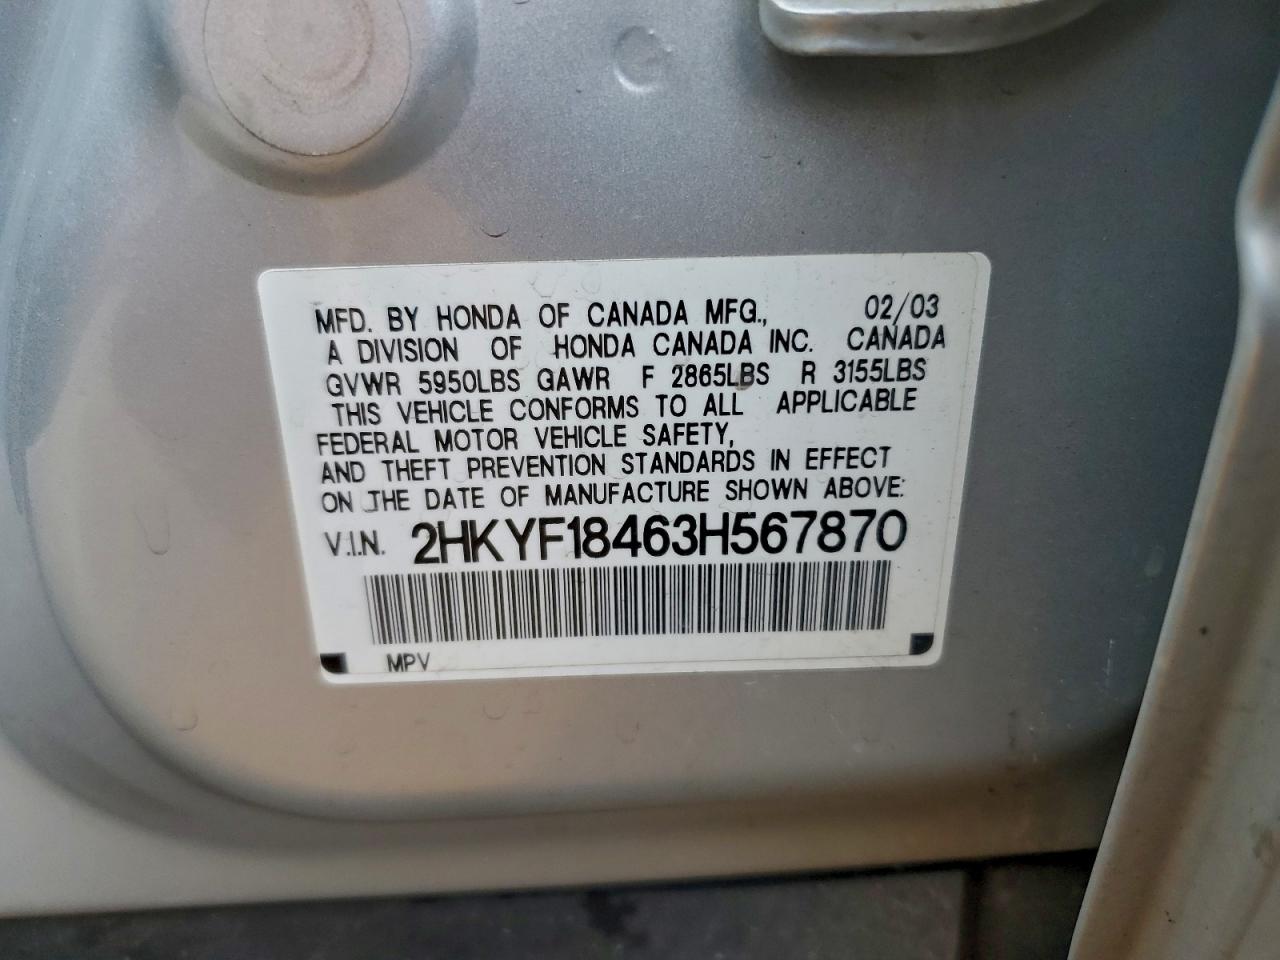 MFD. BY HONDA OF CANADA MFG., 02/03
A DIVISION OF HONDA CANADA INC. CANADA
GVWR 5950LBS GAWR F 2865LBS R 3155LBS
THIS VEHICLE CONFORMS TO ALL APPLICABLE
FEDERAL MOTOR VEHICLE SAFETY,
AND THEFT PREVENTION STANDARDS IN EFFECT
ON THE DATE OF MANUFACTURE SHOWN ABOVE:
V.I.N. 2HKYF18463H567870
MPV